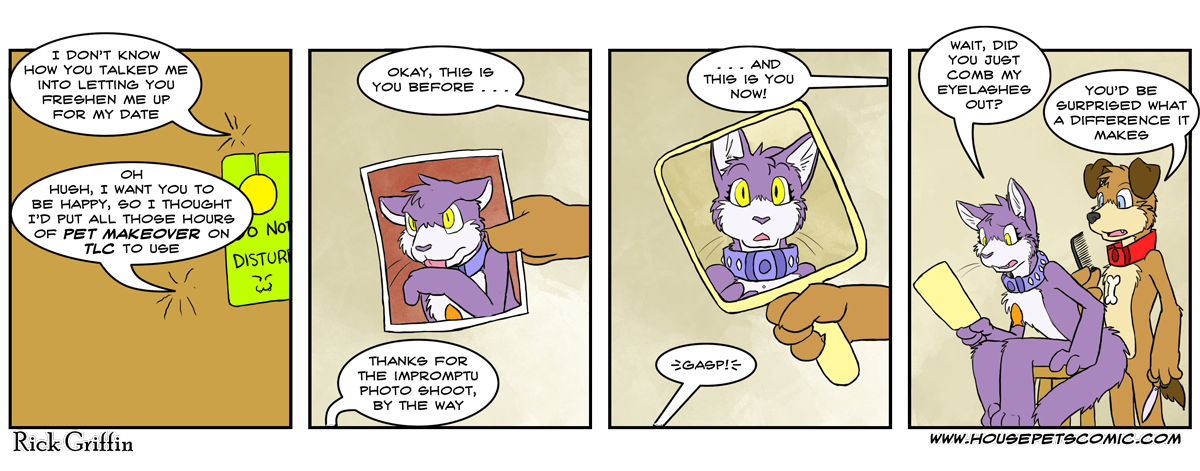 I DON'T KNOW
HOW YOU TALKED ME
INTO LETTING YOU
FRESHEN ME UP
FOR MY DATE
OH
HUSH, I WANT YOU TO
BE HAPPY, SO I THOUGHT
I'D PUT ALL THOSE HOURS
OF PET MAKEOVER ON
TLC TO USE
DO NOT
DISTURB
OKAY, THIS IS
YOU BEFORE . . .
THANKS FOR
THE IMPROMPTU
PHOTO SHOOT,
BY THE WAY
. . . AND
THIS IS YOU
NOW!
GASP!
WAIT, DID
YOU JUST
COMB MY
EYELASHES
OUT?
YOU'D BE
SURPRISED WHAT
A DIFFERENCE IT
MAKES
Rick Griffin
WWW.HOUSEPETSCOMIC.COM